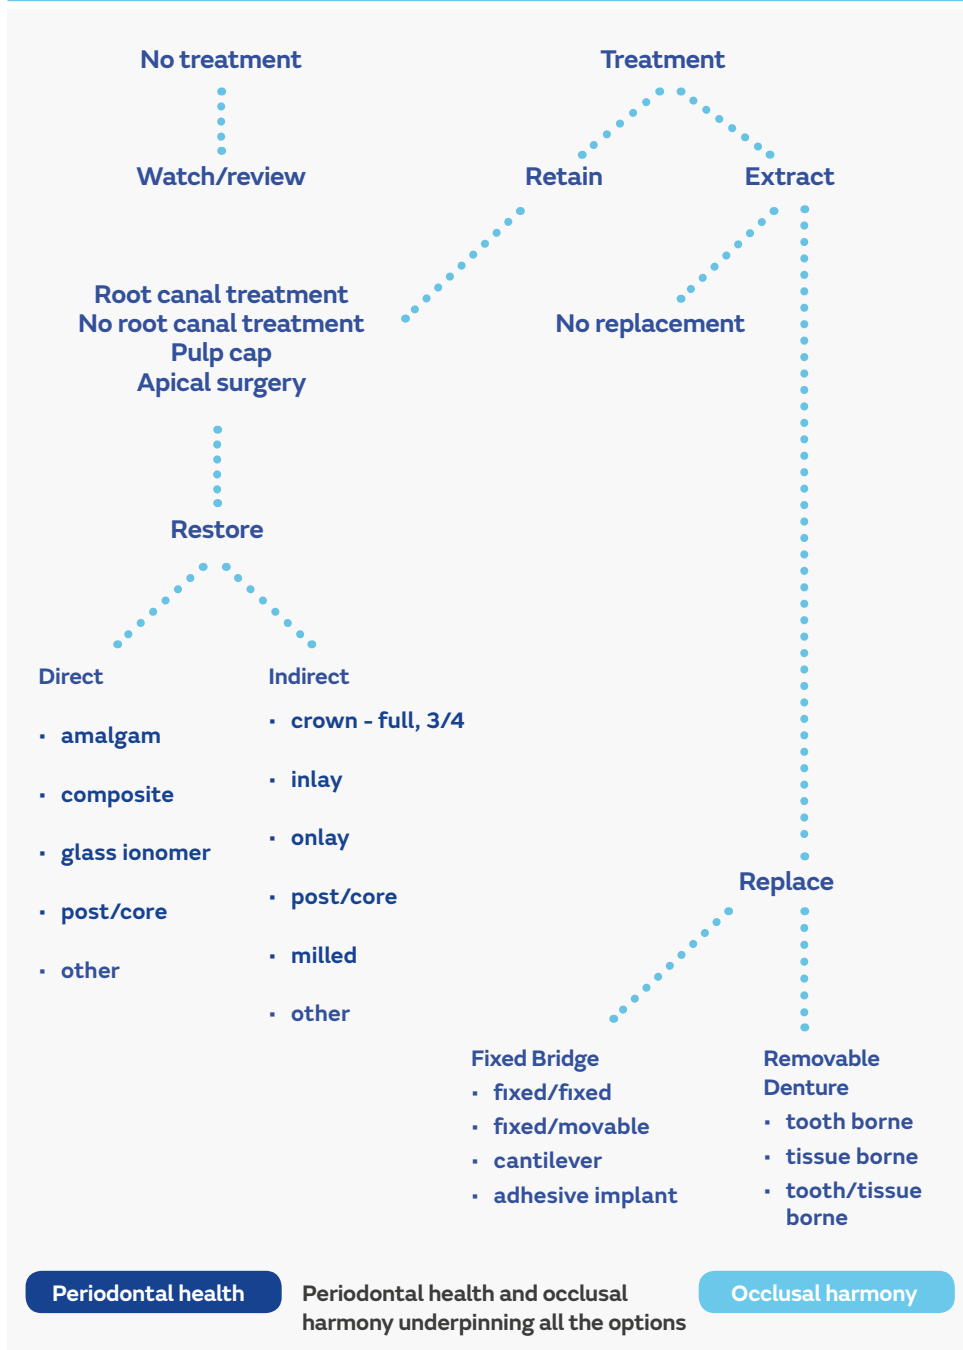 No treatment
Treatment
Watch/review
Retain
Extract
Root canal treatment
No root canal treatment
Pulp cap
Apical surgery
No replacement
Restore
Direct
▪ amalgam
▪ composite
▪ glass ionomer
▪ post/core
▪ other
Indirect
▪ crown - full, 3/4
▪ inlay
▪ onlay
▪ post/core
▪ milled
▪ other
Replace
Fixed Bridge
▪ fixed/fixed
▪ fixed/movable
▪ cantilever
▪ adhesive implant
Removable
Denture
▪ tooth borne
▪ tissue borne
▪ tooth/tissue
borne
Periodontal health
Periodontal health and occlusal
harmony underpinning all the options
Occlusal harmony